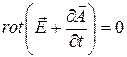 rot(E⃗ + ∂A̅/∂t) = 0